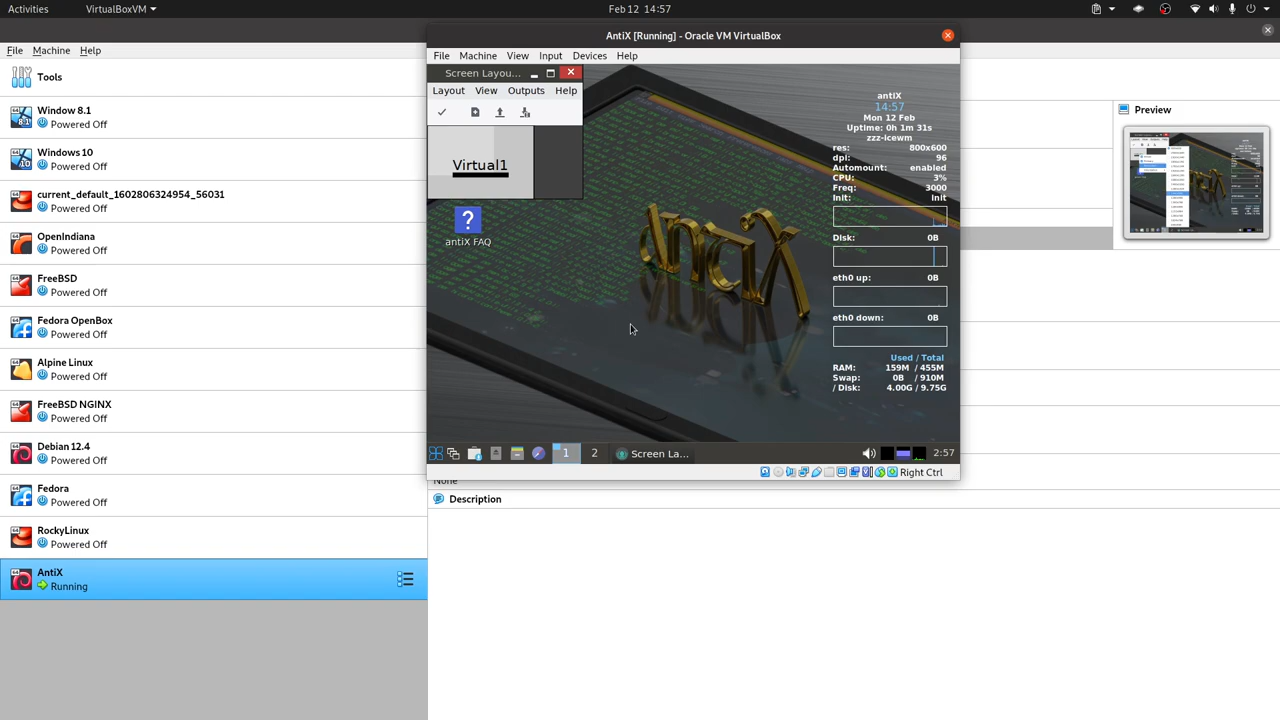 Activities
VirtualBoxVM
Feb 12 14:57
File Machine Help
Tools
Window 8.1
Powered Off
Windows 10
Powered Off
current_default_1602806324954_56031
Powered Off
OpenIndiana
Powered Off
FreeBSD
Powered Off
Fedora OpenBox
Powered Off
Alpine Linux
Powered Off
FreeBSD NGINX
Powered Off
Debian 12.4
Powered Off
Fedora
Powered Off
RockyLinux
Powered Off
AntiX
Running
AntiX [Running] - Oracle VM VirtualBox
File Machine View Input Devices Help
Screen Layou...
Layout View Outputs Help
Virtual1
antiX FAQ
antiX
antiX
14:57
Mon 12 Feb
Uptime: 0h 1m 31s
zzz-icewm
res: 800x600
dpi: 96
Automount: enabled
CPU: 3%
Freq: 3000
Init: init
Disk: 0B
eth0 up: 0B
eth0 down: 0B
Used / Total
RAM: 159M / 455M
Swap: 0B / 910M
/ Disk: 4.00G / 9.75G
1 2 Screen La... 2:57
Right Ctrl
None
Description
Preview